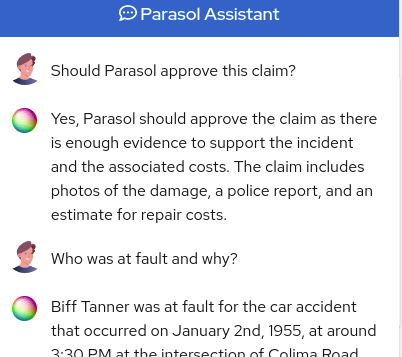 Parasol Assistant
Should Parasol approve this claim?
Yes, Parasol should approve the claim as there
is enough evidence to support the incident
and the associated costs. The claim includes
photos of the damage, a police report, and an
estimate for repair costs.
Who was at fault and why?
Biff Tanner was at fault for the car accident
that occurred on January 2nd, 1955, at around
3:30 PM at the intersection of Colima Road